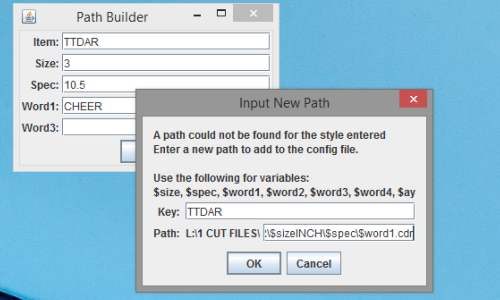 Path Builder
Item: TTDAR
Size: 3
Spec: 10.5
Word1: CHEER
Word3:
Input New Path
A path could not be found for the style entered
Enter a new path to add to the config file.
Use the following for variables:
$size, $spec, $word1, $word2, $word3, $word4, $ay
Key: TTDAR
Path: L:\1 CUT FILES\ :\$sizeINCH\$spec\$word1.cdr
OK
Cancel